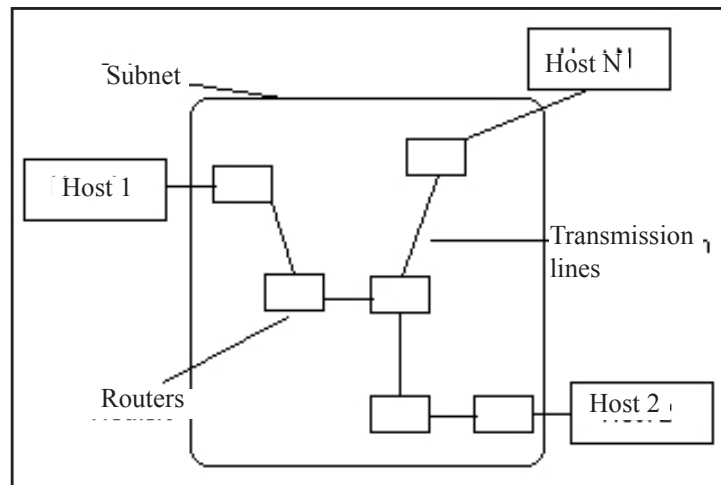 Subnet
Host N
Host 1
Transmission
lines
Routers
Host 2